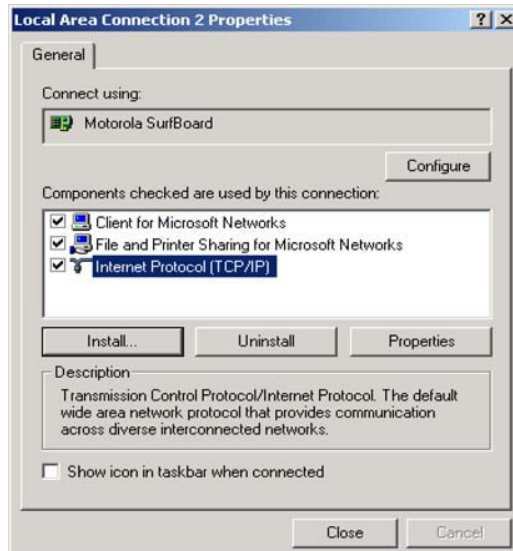 Local Area Connection 2 Properties
General
Connect using:
Motorola SurfBoard
Configure
Components checked are used by this connection:
Client for Microsoft Networks
File and Printer Sharing for Microsoft Networks
Internet Protocol (TCP/IP)
Install... Uninstall Properties
Description
Transmission Control Protocol/Internet Protocol. The default
wide area network protocol that provides communication
across diverse interconnected networks.
Show icon in taskbar when connected
Close Cancel